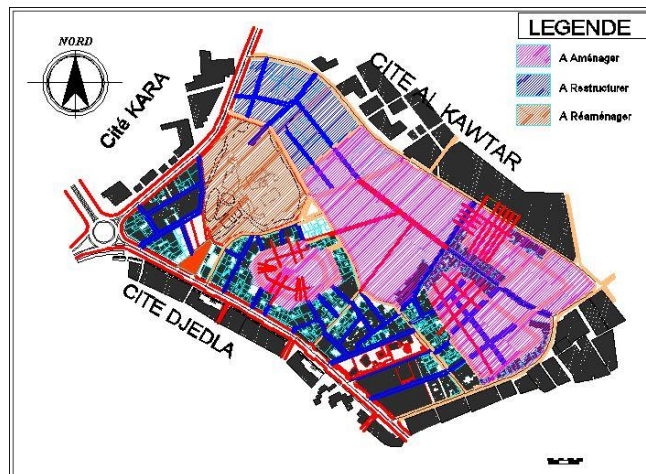 LEGENDE
NORD
A Aménager
A Restructurer
A Réaménager
Cité KARA
CITE AL KAWTAR
CITE DJEDLA